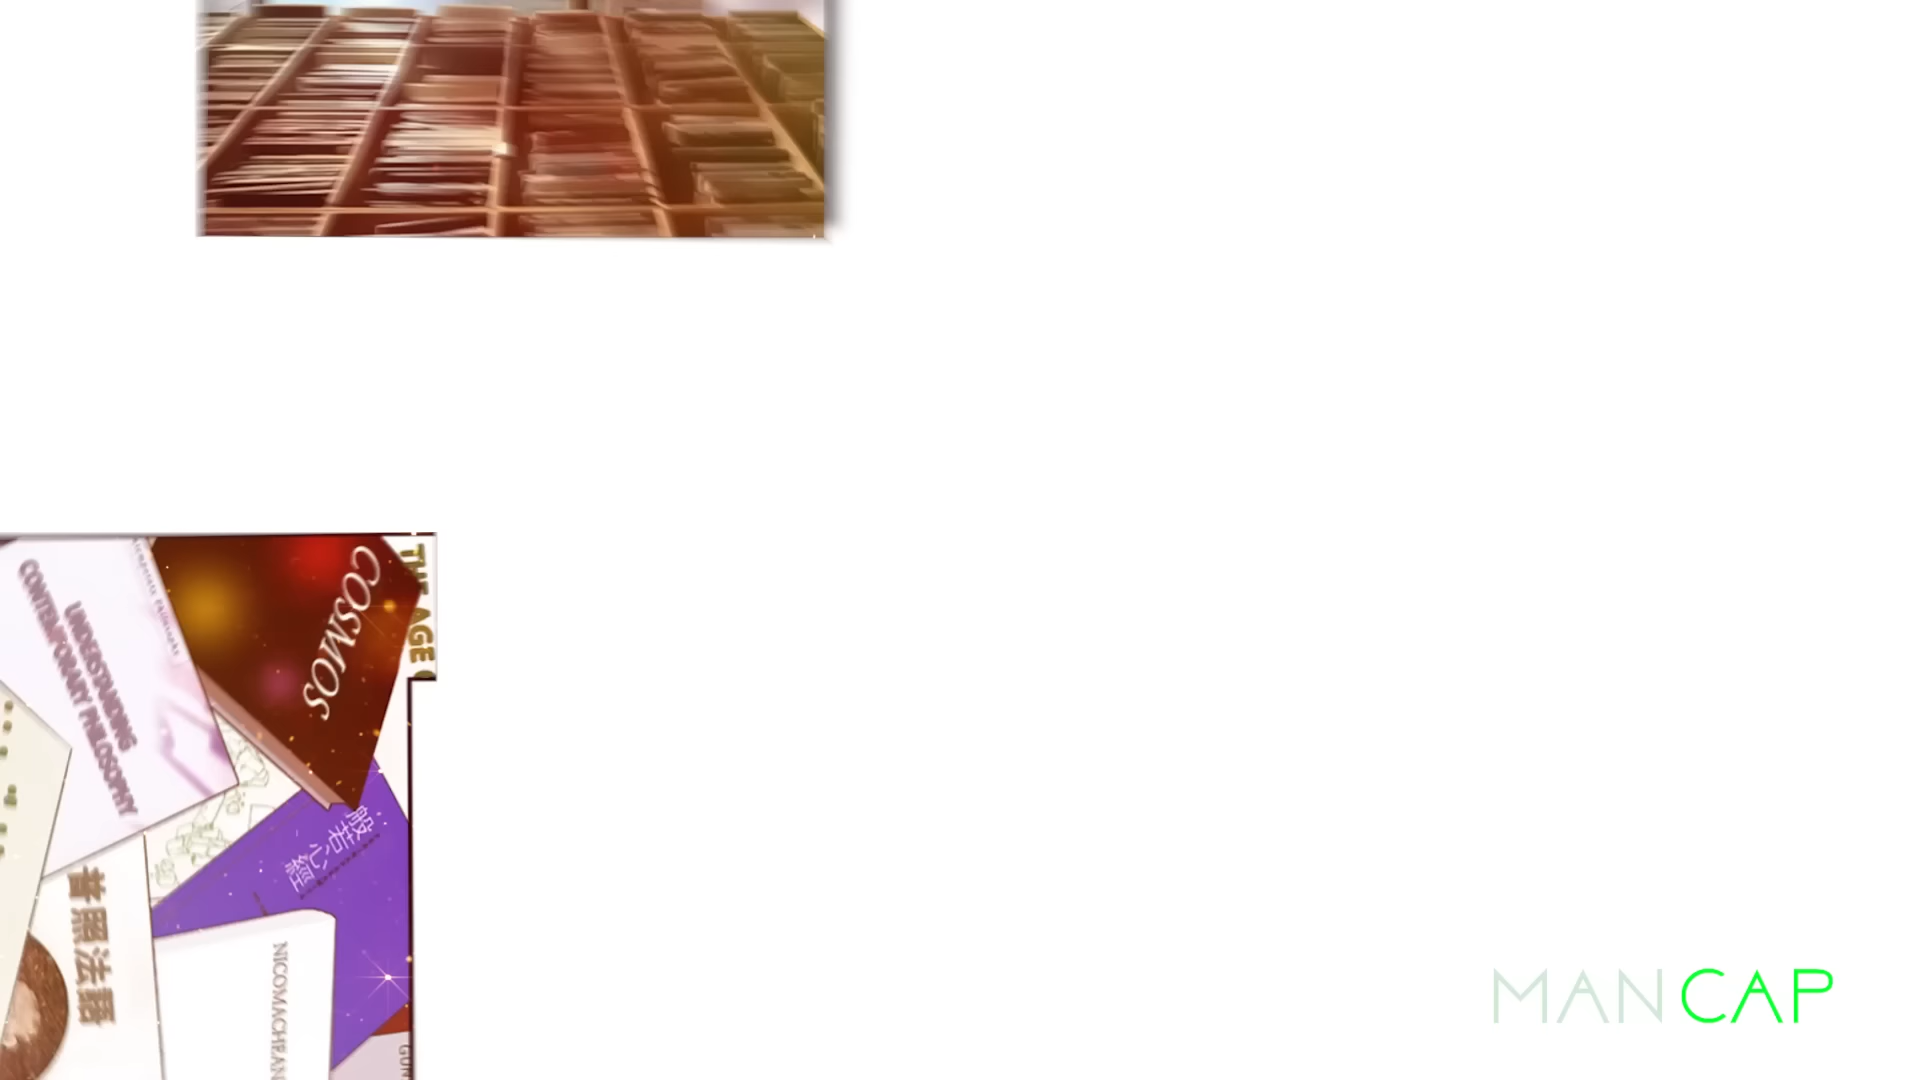 THE AGE
COSMOS
UNDERSTANDING
CONTEMPORARY PHILOSOPHY
般若心經
普照法語
NICOMACHEAN
MANCAP